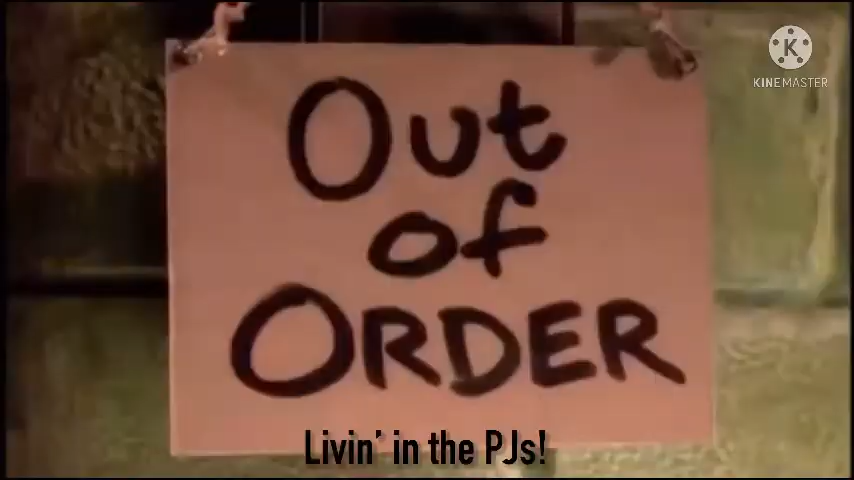 KINEMASTER
Out
of
ORDER
Livin' in the PJs!